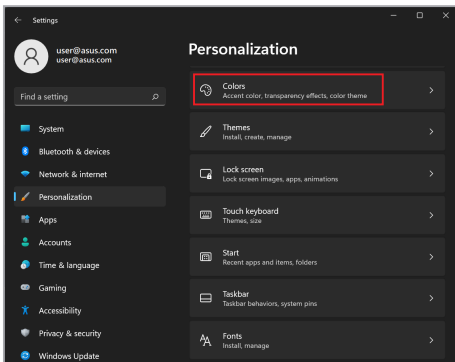 Settings
user@asus.com
user@asus.com
Find a setting
System
Bluetooth & devices
Network & internet
Personalization
Apps
Accounts
Time & language
Gaming
Accessibility
Privacy & security
Windows Update
Personalization
Colors
Accent color, transparency effects, color theme
Themes
Install, create, manage
Lock screen
Lock screen images, apps, animations
Touch keyboard
Themes, size
Start
Recent apps and items, folders
Taskbar
Taskbar behaviors, system pins
Fonts
Install, manage